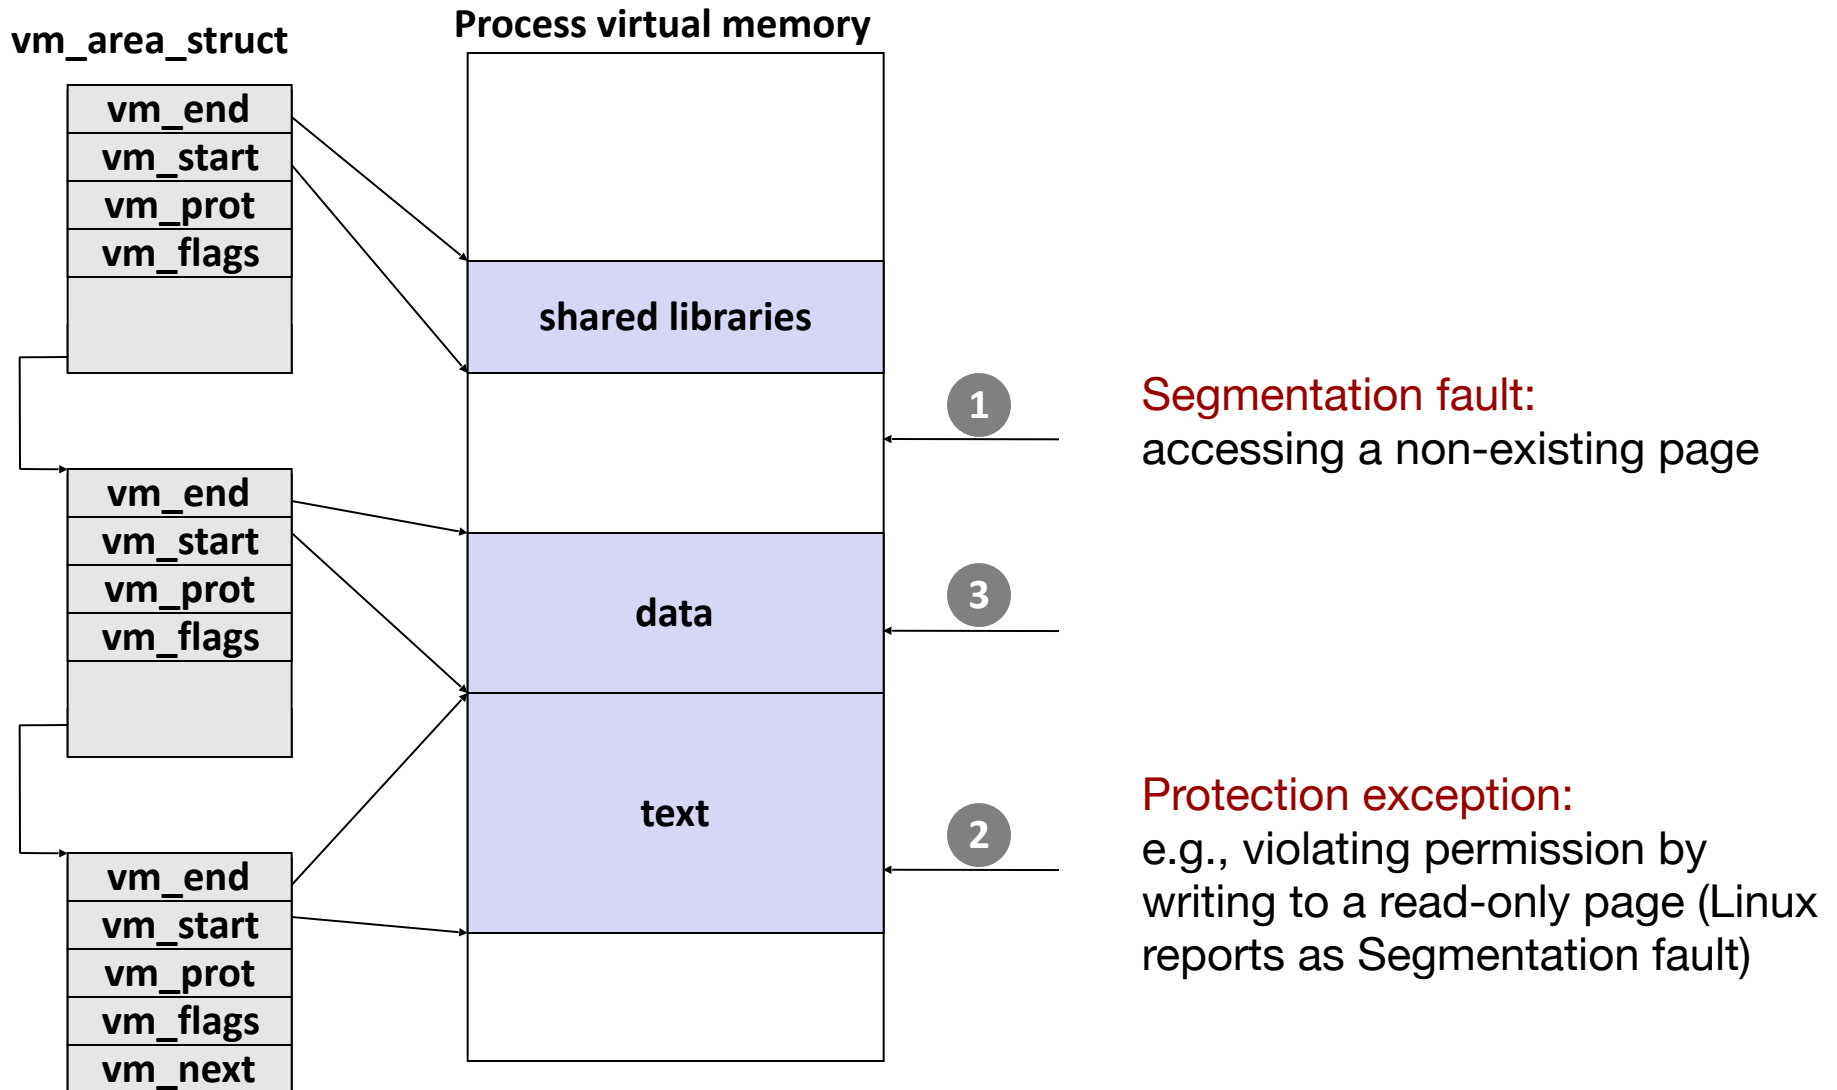 vm_area_struct
Process virtual memory
vm_end
vm_start
vm_prot
vm_flags
shared libraries
1
Segmentation fault:
accessing a non-existing page
vm_end
vm_start
vm_prot
vm_flags
data
3
text
2
Protection exception:
e.g., violating permission by
writing to a read-only page (Linux
reports as Segmentation fault)
vm_end
vm_start
vm_prot
vm_flags
vm_next